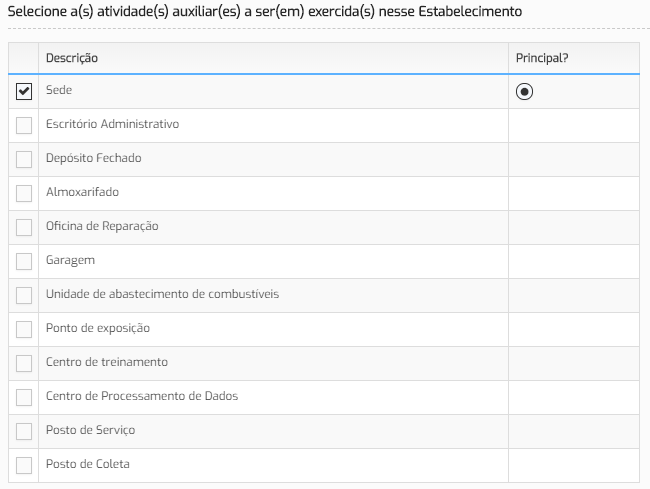 Selecione a(s) atividade(s) auxiliar(es) a ser(em) exercida(s) nesse Estabelecimento
Descrição Principal?
Sede
Escritório Administrativo
Depósito Fechado
Almoxarifado
Oficina de Reparação
Garagem
Unidade de abastecimento de combustíveis
Ponto de exposição
Centro de treinamento
Centro de Processamento de Dados
Posto de Serviço
Posto de Coleta